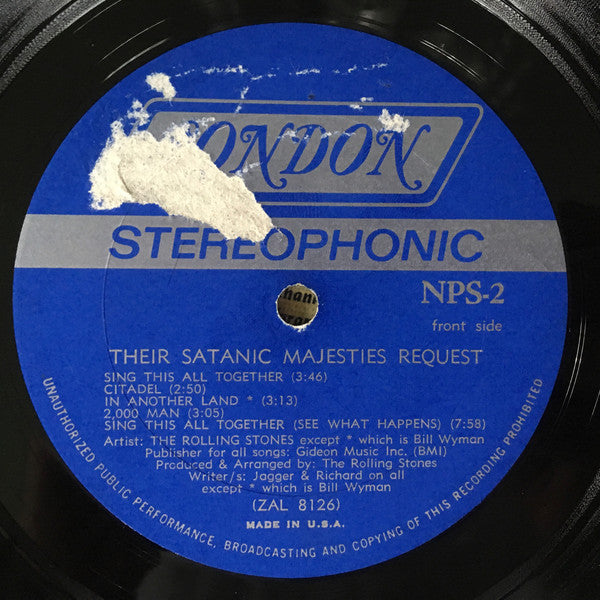 LONDON
STEREOPHONIC
NPS-2
front side
THEIR SATANIC MAJESTIES REQUEST
SING THIS ALL TOGETHER (3:46)
CITADEL (2:50)
IN ANOTHER LAND * (3:13)
2,000 MAN (3:05)
SING THIS ALL TOGETHER (SEE WHAT HAPPENS) (7:58)
Artist: THE ROLLING STONES except * which is Bill Wyman
Publisher for all songs: Gideon Music Inc. (BMI)
Produced & Arranged by: The Rolling Stones
Writer/s: Jagger & Richard on all
except * which is Bill Wyman
(ZAL 8126)
MADE IN U.S.A.
UNAUTHORIZED PUBLIC PERFORMANCE, BROADCASTING AND COPYING OF THIS RECORDING PROHIBITED